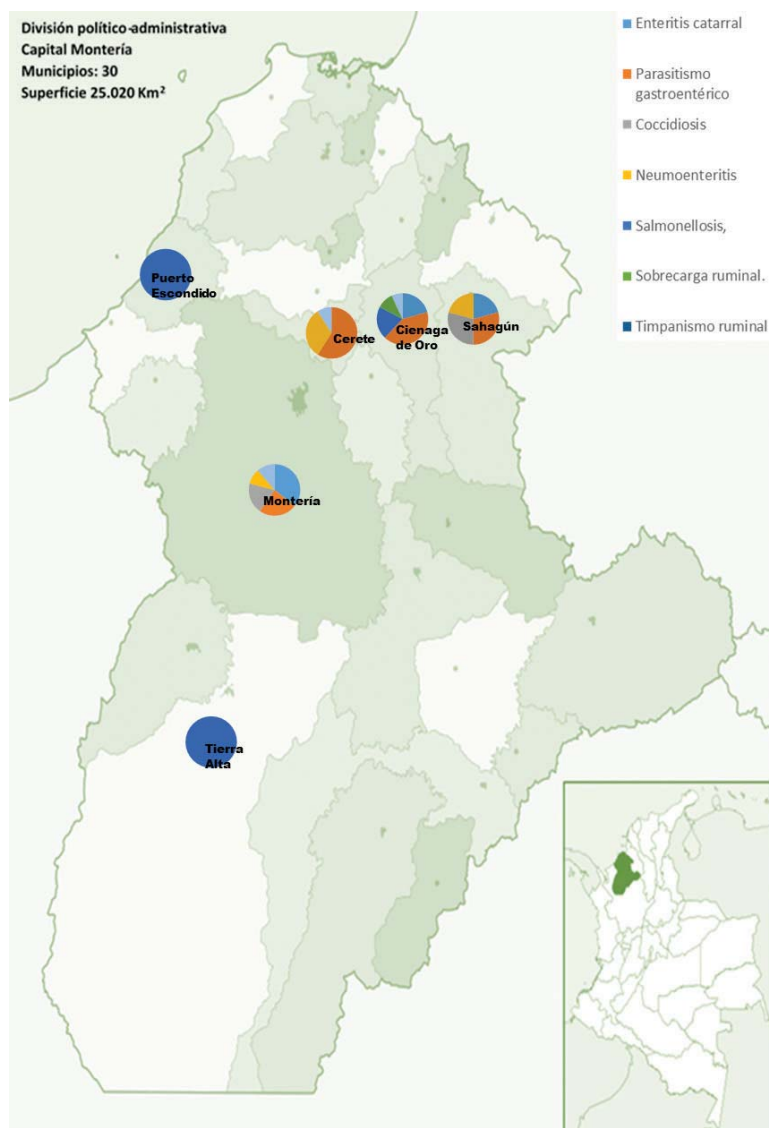 División político-administrativa
Capital Montería
Municipios: 30
Superficie 25.020 Km²
Enteritis catarral
Parasitismo
gastroentérico
Coccidiosis
Neumoenteritis
Salmonellosis,
Sobrecarga ruminal.
Timpanismo ruminal
Puerto
Escondido
Cerete
Cienaga
de Oro
Sahagún
Montería
Tierra
Alta